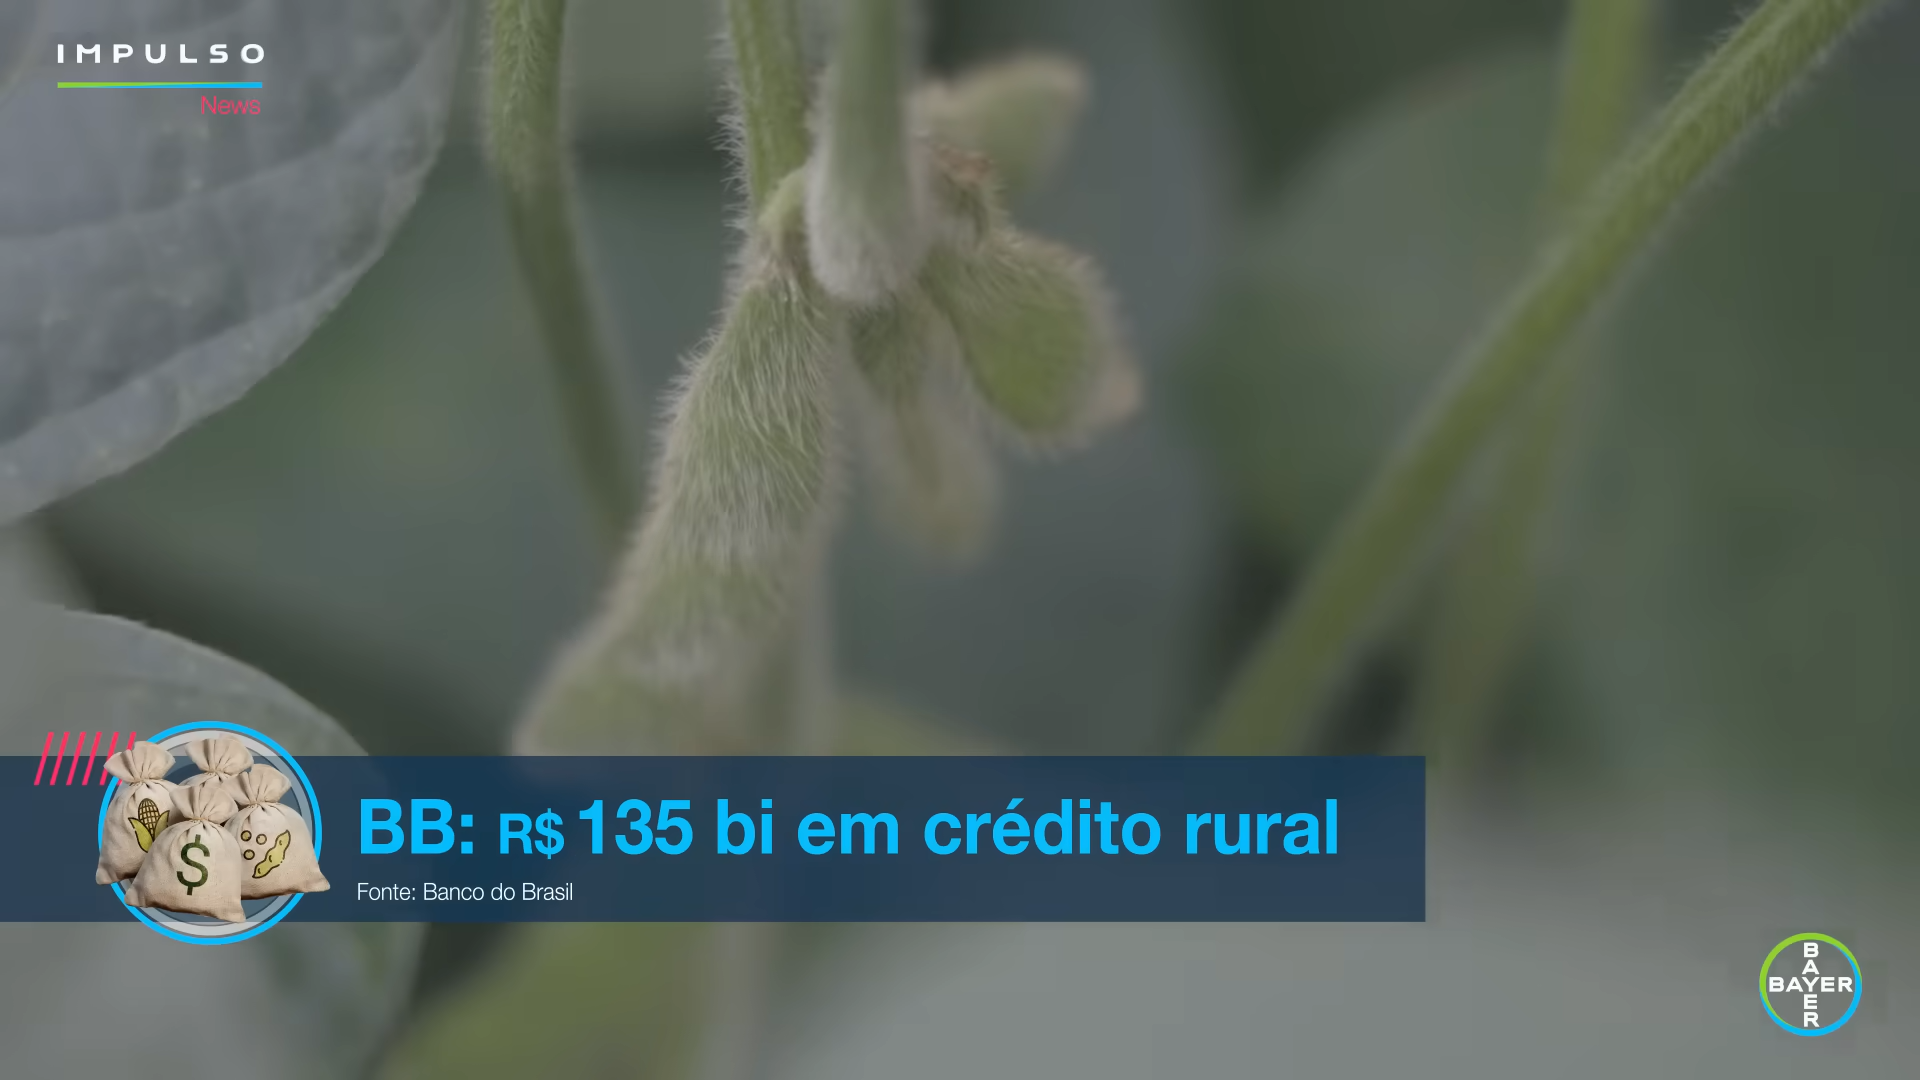 IMPULSO
News
$
BB: R$ 135 bi em crédito rural
Fonte: Banco do Brasil
BAYER
BAYER